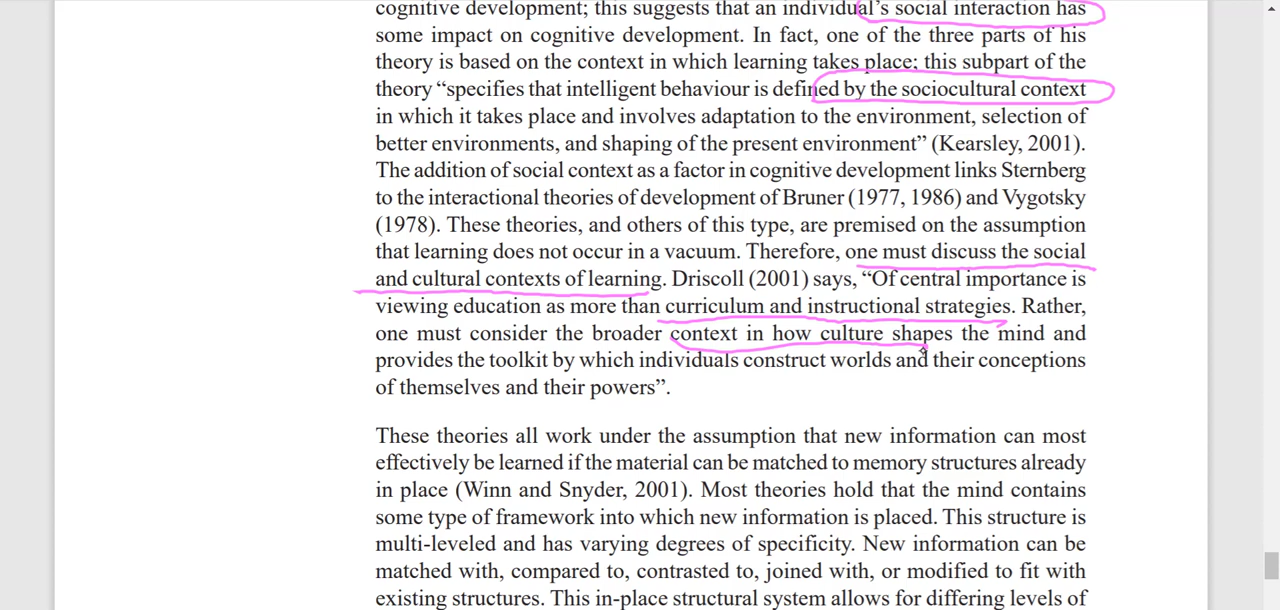 cognitive development; this suggests that an individual’s social interaction has
some impact on cognitive development. In fact, one of the three parts of his
theory is based on the context in which learning takes place; this subpart of the
theory “specifies that intelligent behaviour is defined by the sociocultural context
in which it takes place and involves adaptation to the environment, selection of
better environments, and shaping of the present environment” (Kearsley, 2001).
The addition of social context as a factor in cognitive development links Sternberg
to the interactional theories of development of Bruner (1977, 1986) and Vygotsky
(1978). These theories, and others of this type, are premised on the assumption
that learning does not occur in a vacuum. Therefore, one must discuss the social
and cultural contexts of learning. Driscoll (2001) says, “Of central importance is
viewing education as more than curriculum and instructional strategies. Rather,
one must consider the broader context in how culture shapes the mind and
provides the toolkit by which individuals construct worlds and their conceptions
of themselves and their powers”.
These theories all work under the assumption that new information can most
effectively be learned if the material can be matched to memory structures already
in place (Winn and Snyder, 2001). Most theories hold that the mind contains
some type of framework into which new information is placed. This structure is
multi-leveled and has varying degrees of specificity. New information can be
matched with, compared to, contrasted to, joined with, or modified to fit with
existing structures. This in-place structural system allows for differing levels of